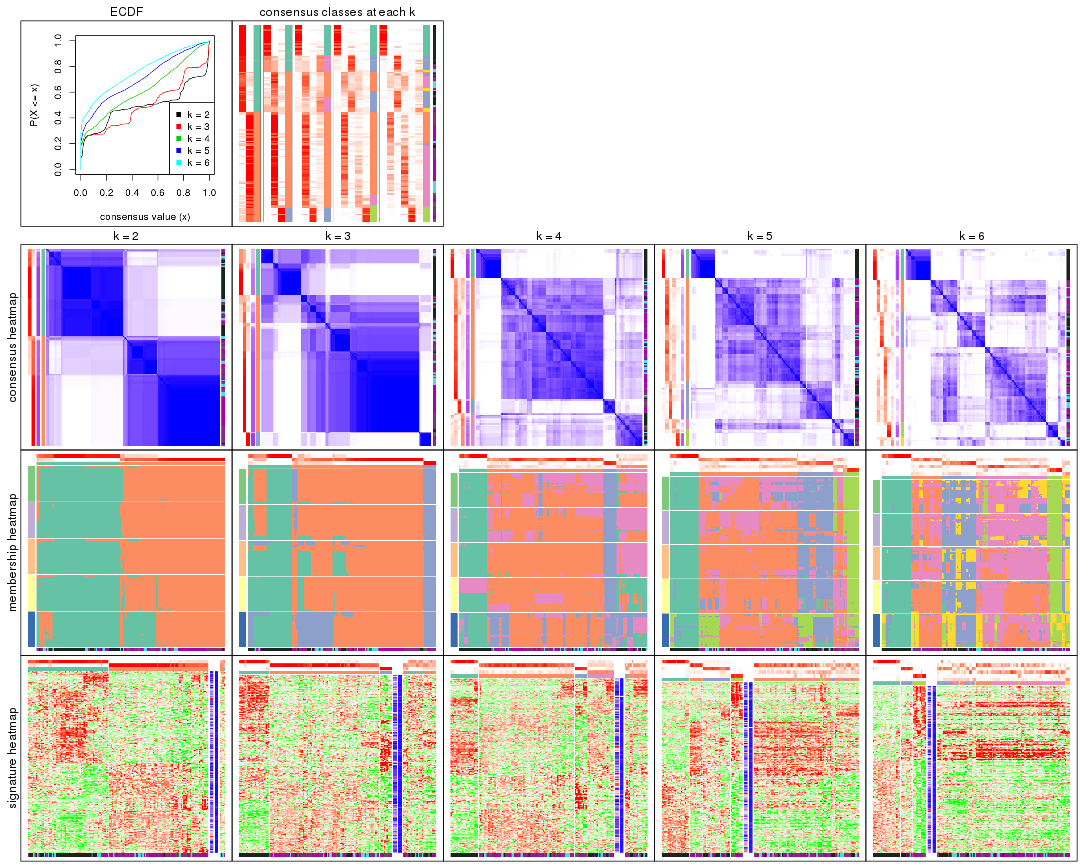 ECDF
consensus classes at each k
P(X <= x)
0.0 0.2 0.4 0.6 0.8 1.0
k = 2
k = 3
k = 4
k = 5
k = 6
0.0 0.2 0.4 0.6 0.8 1.0
consensus value (x)
k = 2
k = 3
k = 4
k = 5
k = 6
consensus heatmap
membership heatmap
signature heatmap